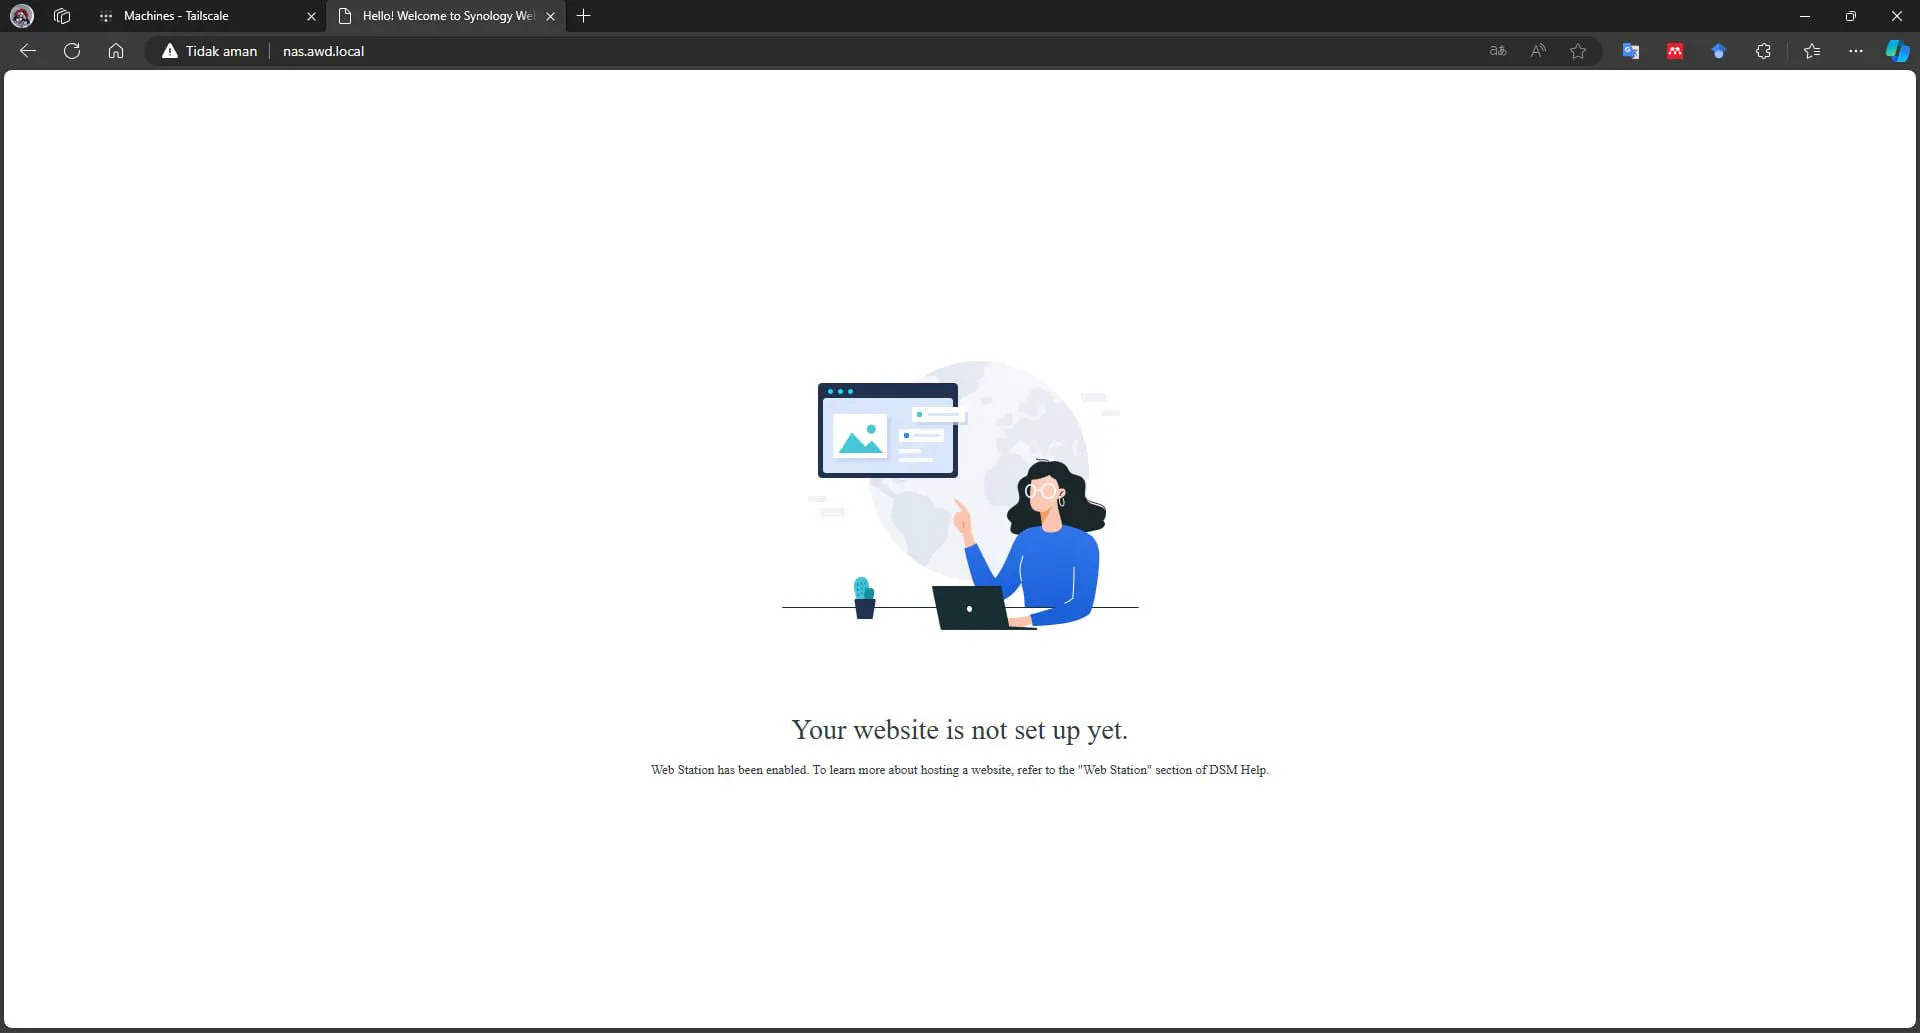 Machines - Tailscale
Hello! Welcome to Synology We
Tidak aman
nas.awd.local
Your website is not set up yet.
Web Station has been enabled. To learn more about hosting a website, refer to the "Web Station" section of DSM Help.